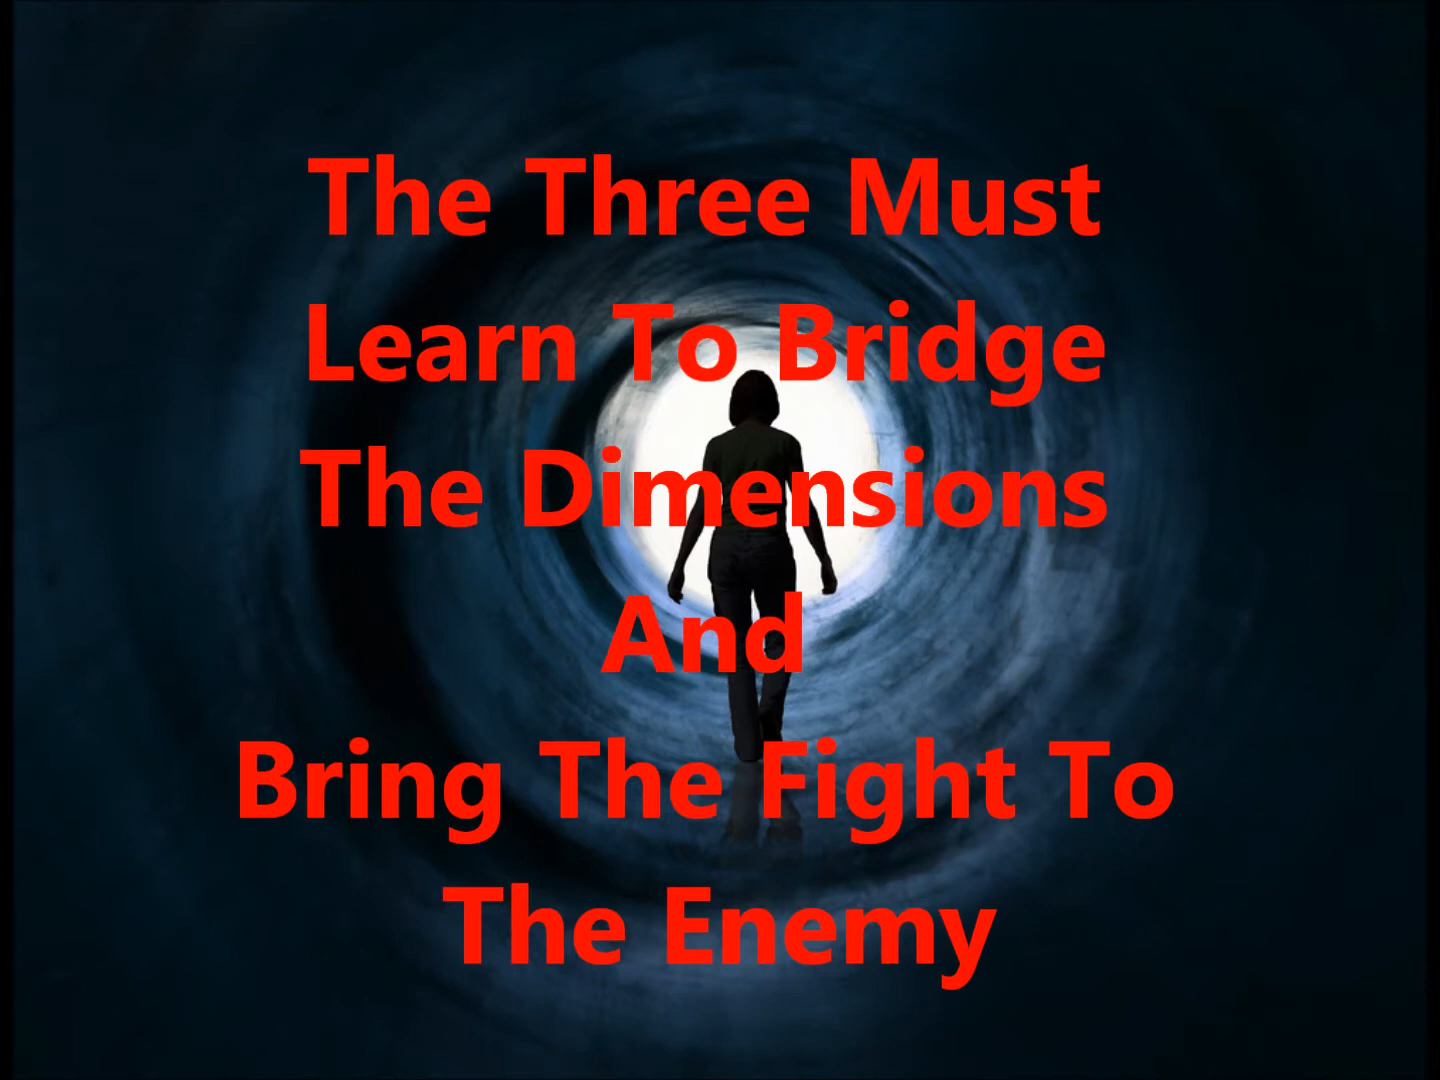 The Three Must
Learn To Bridge
The Dimensions
And
Bring The Fight To
The Enemy